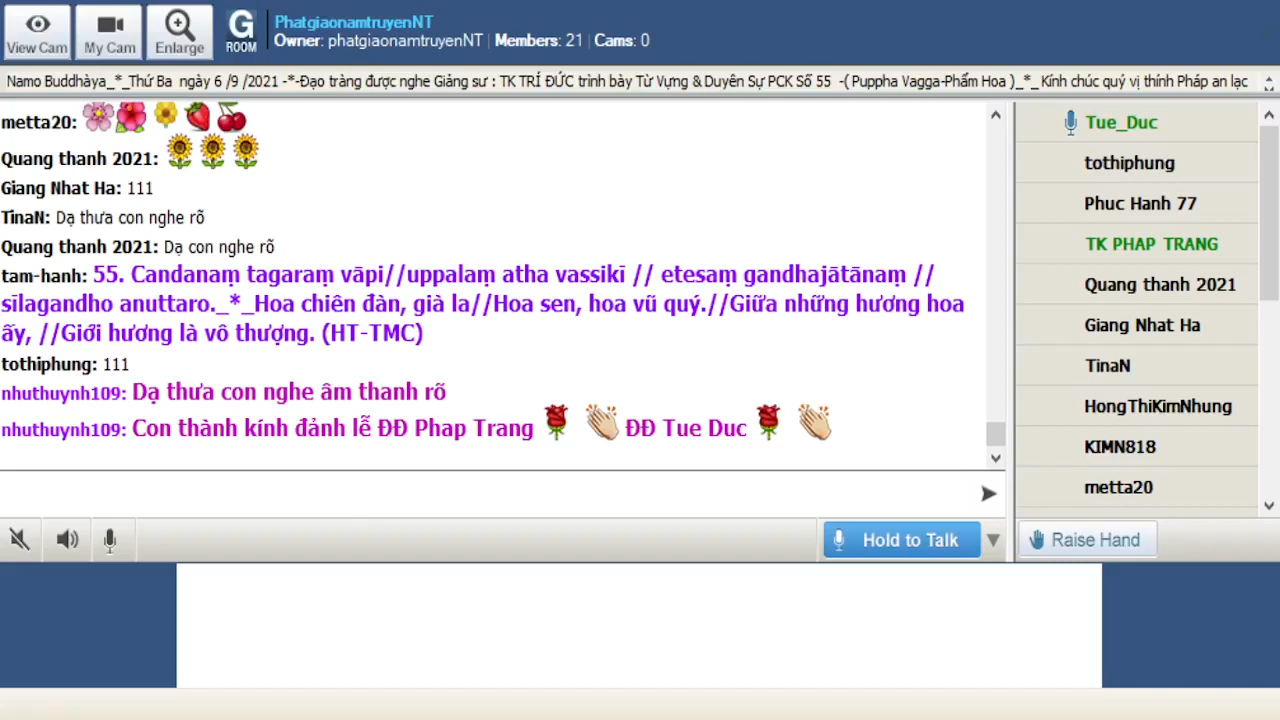 View Cam
My Cam
Enlarge
G
ROOM
PhatgiaonamtruyenNT
Owner: phatgiaonamtruyenNT | Members: 21 | Cams: 0
Namo Buddhàya_*_Thứ Ba ngày 6 /9 /2021 -*-Đạo tràng được nghe Giảng sư : TK TRÍ ĐỨC trình bày Từ Vựng & Duyên Sự PCK Số 55 -( Puppha Vagga-Phẩm Hoa )_*_ Kính chúc quý vị thính Pháp an lạc
metta20:
Quang thanh 2021:
Giang Nhat Ha: 111
TinaN: Dạ thưa con nghe rõ
Quang thanh 2021: Dạ con nghe rõ
tam-hanh: 55. Candanaṃ tagaraṃ vāpi//uppalaṃ atha vassikī // etesaṃ gandhajātānaṃ //
sīlagandho anuttaro._*_Hoa chiên đàn, già la//Hoa sen, hoa vũ quý.//Giữa những hương hoa
ấy, //Giới hương là vô thượng. (HT-TMC)
tothiphung: 111
nhuthuynh109: Dạ thưa con nghe âm thanh rõ
nhuthuynh109: Con thành kính đảnh lễ ĐĐ Phap Trang ĐĐ Tue Duc
Tue_Duc
tothiphung
Phuc Hanh 77
TK PHAP TRANG
Quang thanh 2021
Giang Nhat Ha
TinaN
HongThiKimNhung
KIMN818
metta20
Hold to Talk
Raise Hand